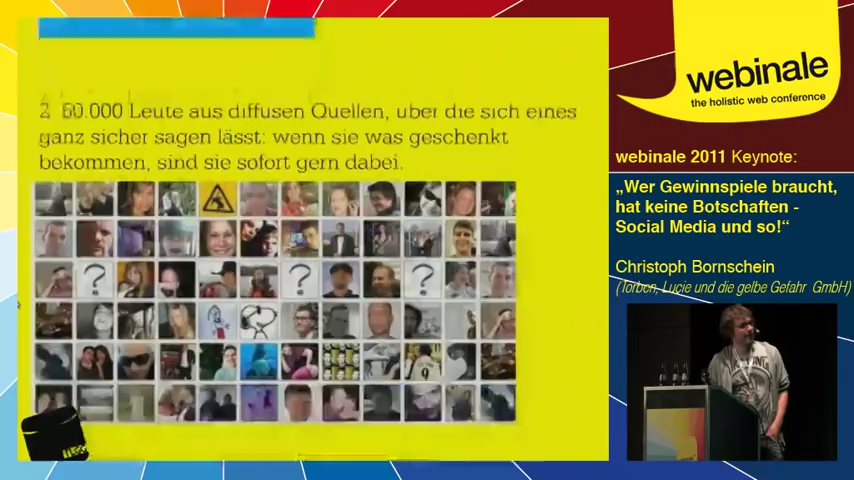 2. 60.000 Leute aus diffusen Quellen, über die sich eines
ganz sicher sagen lässt: wenn sie was geschenkt
bekommen, sind sie sofort gern dabei.
?
?
?
9
TLGG
webinale
the holistic web conference
webinale 2011 Keynote:
„Wer Gewinnspiele braucht,
hat keine Botschaften -
Social Media und so!“
Christoph Bornschein
(Torben, Lucie und die gelbe Gefahr GmbH)